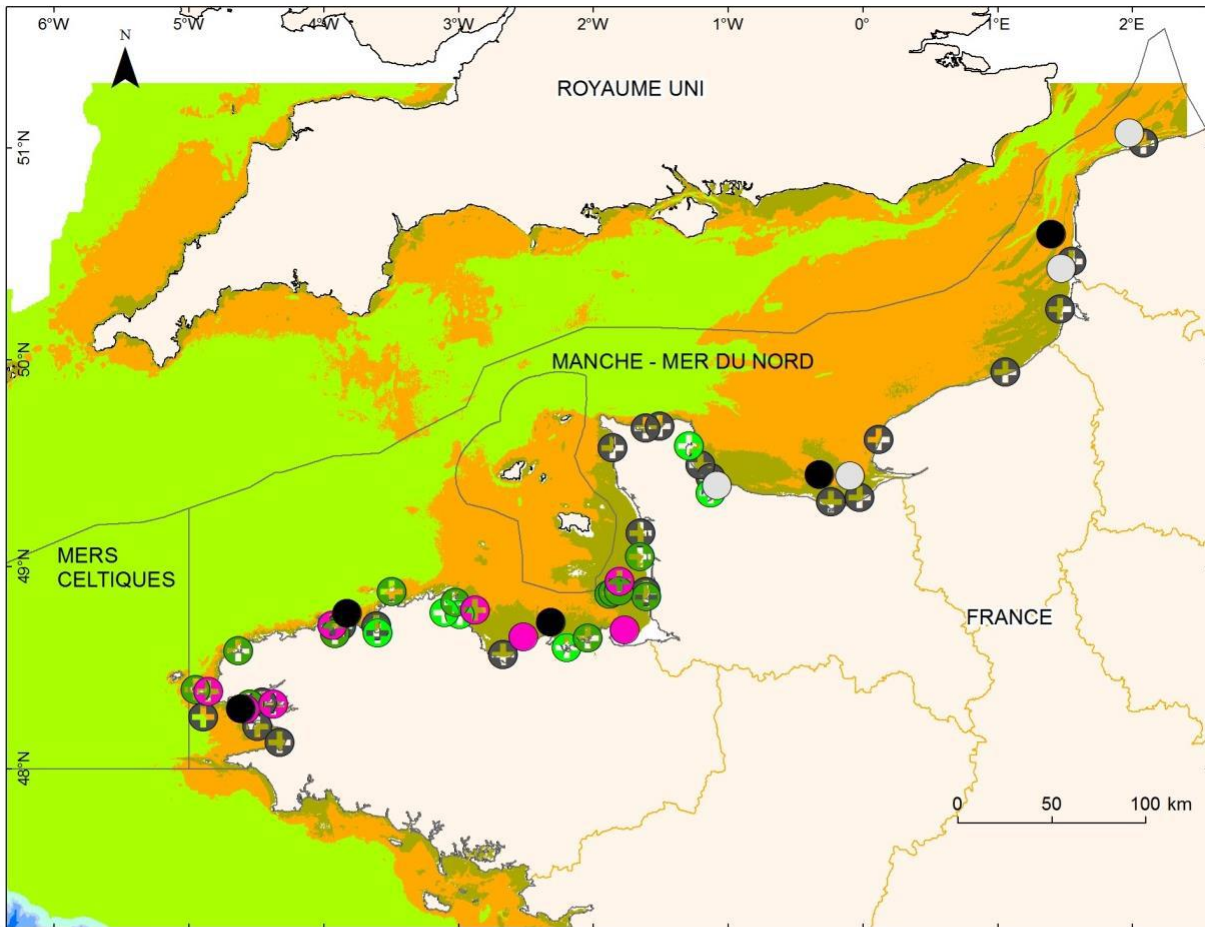 6°W 5°W 4°W 3°W 2°W 1°W 0° 1°E 2°E
N
ROYAUME UNI
51°N
50°N
MANCHE - MER DU NORD
49°N
MERS
CELTIQUES
FRANCE
48°N
0 50 100 km